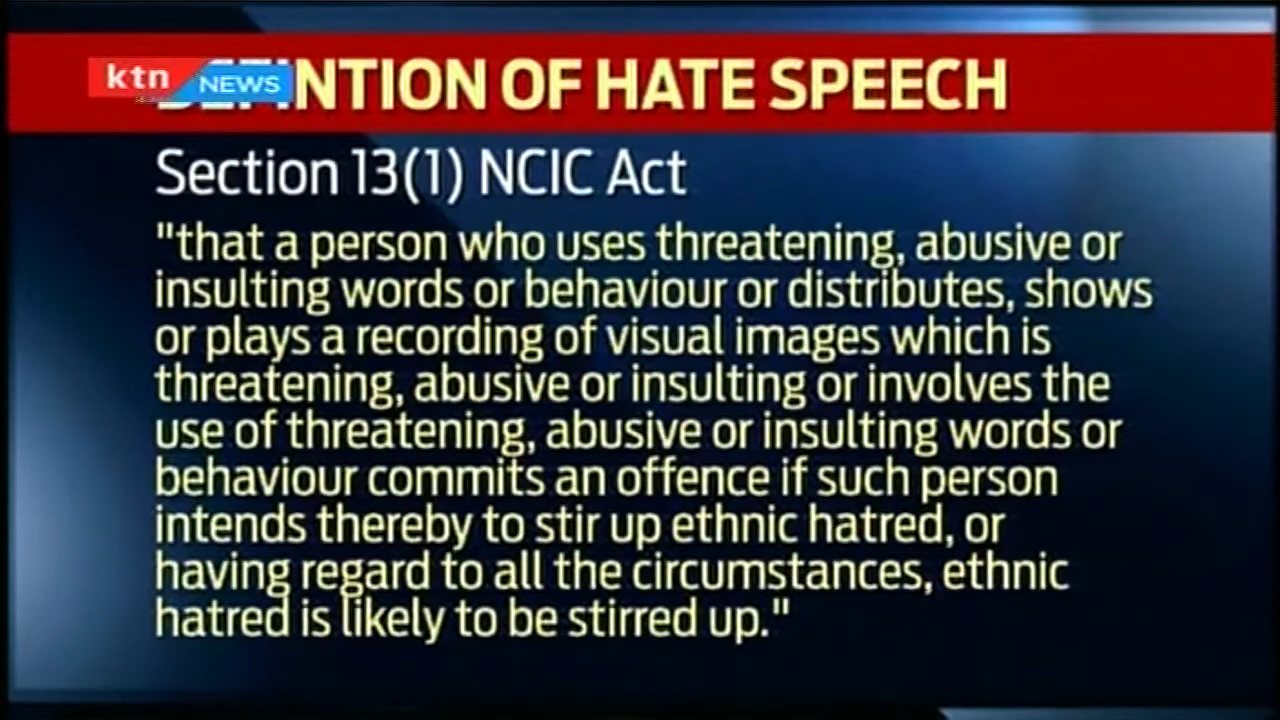 ktn NEWS
DEFINTION OF HATE SPEECH
Section 13(1) NCIC Act
"that a person who uses threatening, abusive or
insulting words or behaviour or distributes, shows
or plays a recording of visual images which is
threatening, abusive or insulting or involves the
use of threatening, abusive or insulting words or
behaviour commits an offence if such person
intends thereby to stir up ethnic hatred, or
having regard to all the circumstances, ethnic
hatred is likely to be stirred up."